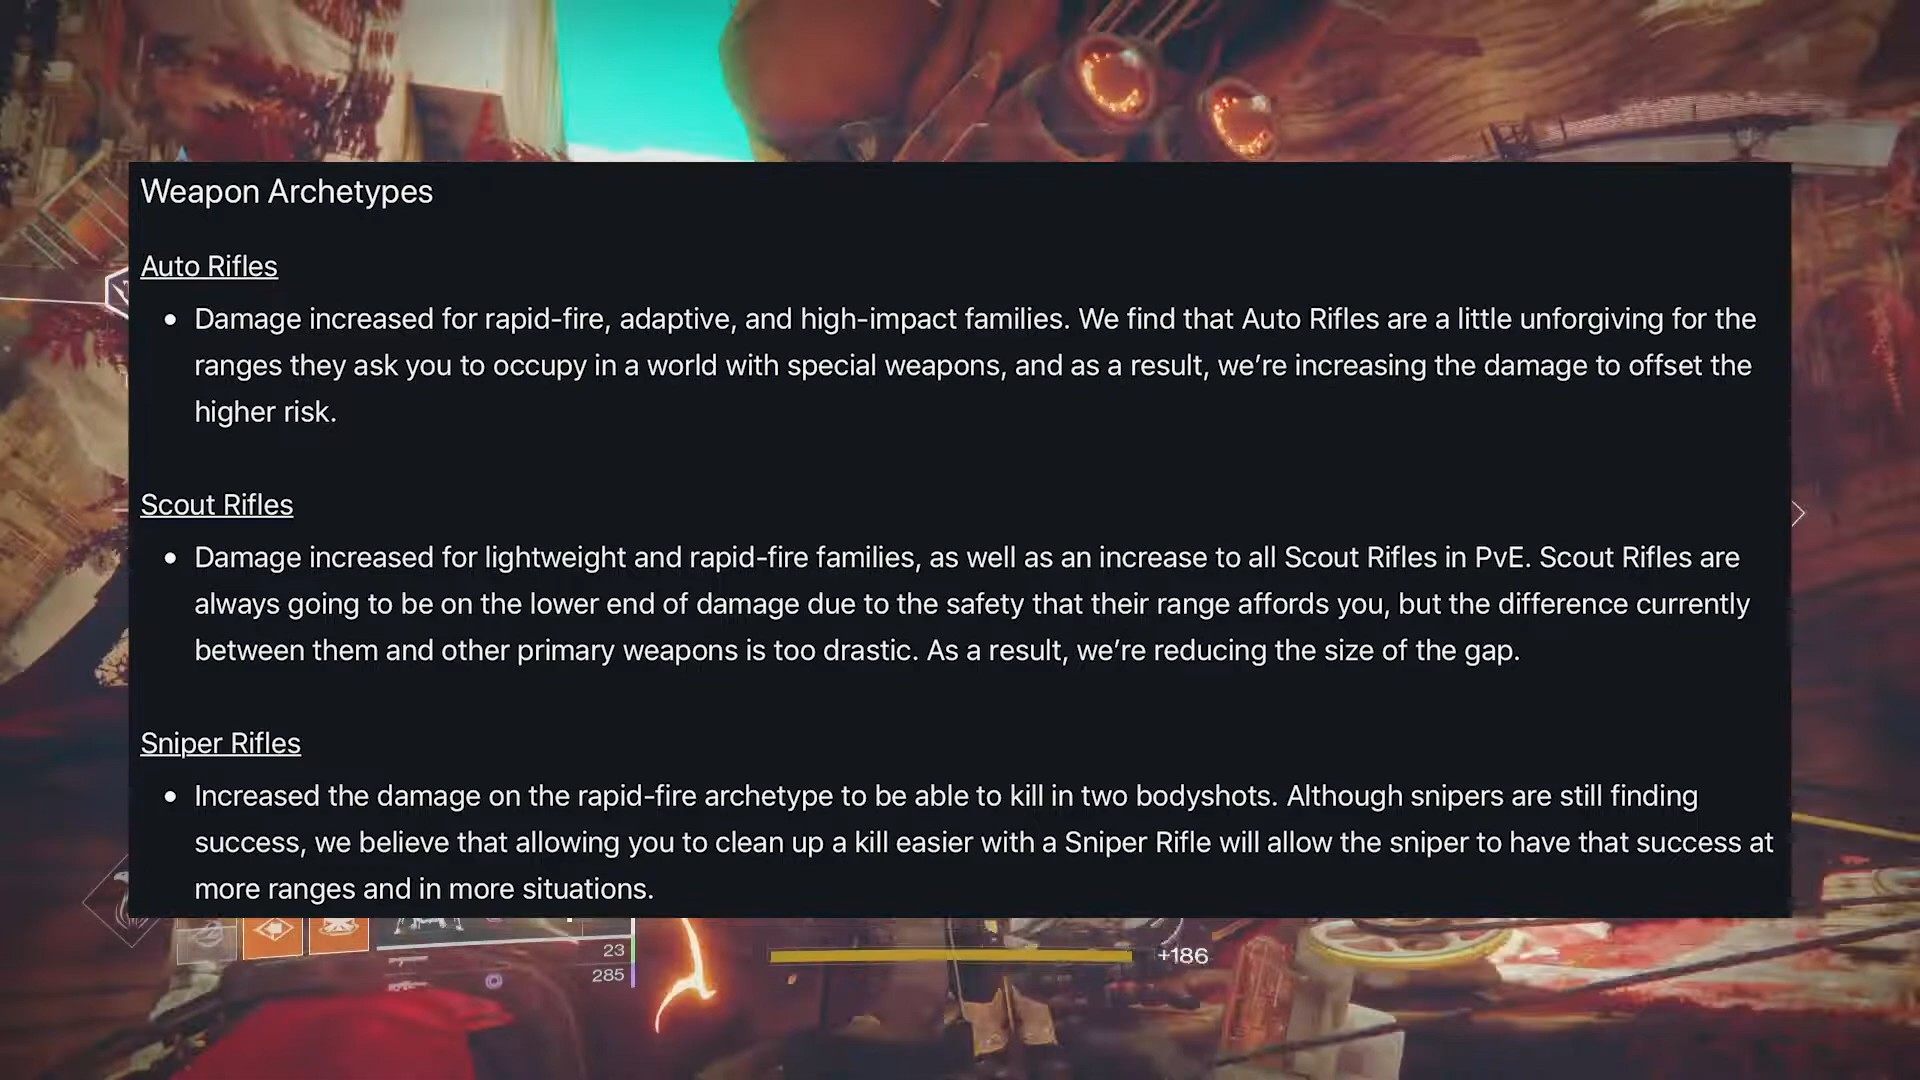 Weapon Archetypes
Auto Rifles
• Damage increased for rapid-fire, adaptive, and high-impact families. We find that Auto Rifles are a little unforgiving for the
ranges they ask you to occupy in a world with special weapons, and as a result, we’re increasing the damage to offset the
higher risk.
Scout Rifles
• Damage increased for lightweight and rapid-fire families, as well as an increase to all Scout Rifles in PvE. Scout Rifles are
always going to be on the lower end of damage due to the safety that their range affords you, but the difference currently
between them and other primary weapons is too drastic. As a result, we’re reducing the size of the gap.
Sniper Rifles
• Increased the damage on the rapid-fire archetype to be able to kill in two bodyshots. Although snipers are still finding
success, we believe that allowing you to clean up a kill easier with a Sniper Rifle will allow the sniper to have that success at
more ranges and in more situations.
23
+186
285